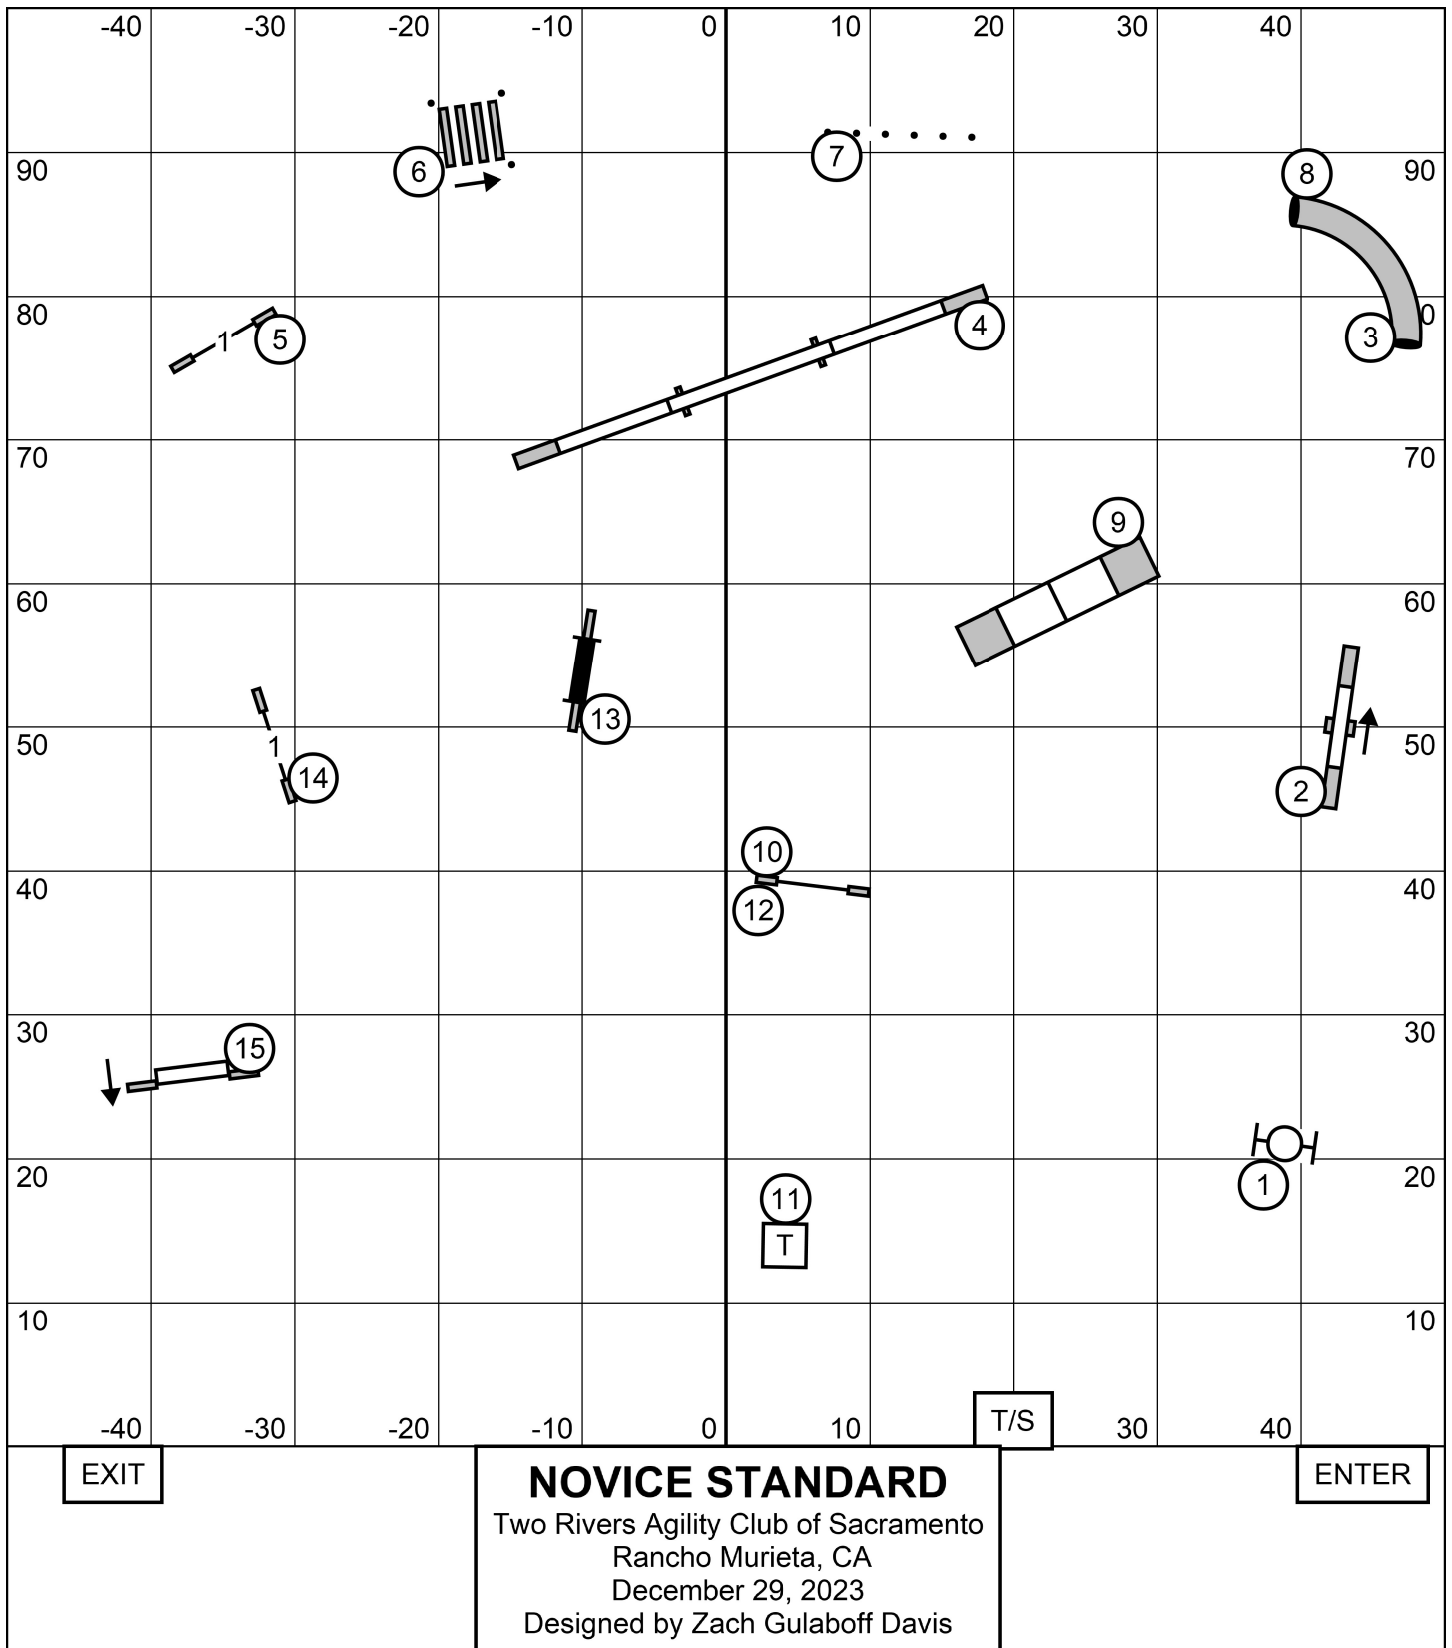 -40 -30 -20 -10 0 10 20 30 40
6
7
90 90
8
80 0
1 5 4 3
70 70
9
60 60
13
50 50
1 14 2
10
40 40
12
30 30
15
20 20
11 1
T
10 10
-40 -30 -20 -10 0 10 T/S 30 40
EXIT ENTER
NOVICE STANDARD
Two Rivers Agility Club of Sacramento
Rancho Murieta, CA
December 29, 2023
Designed by Zach Gulaboff Davis